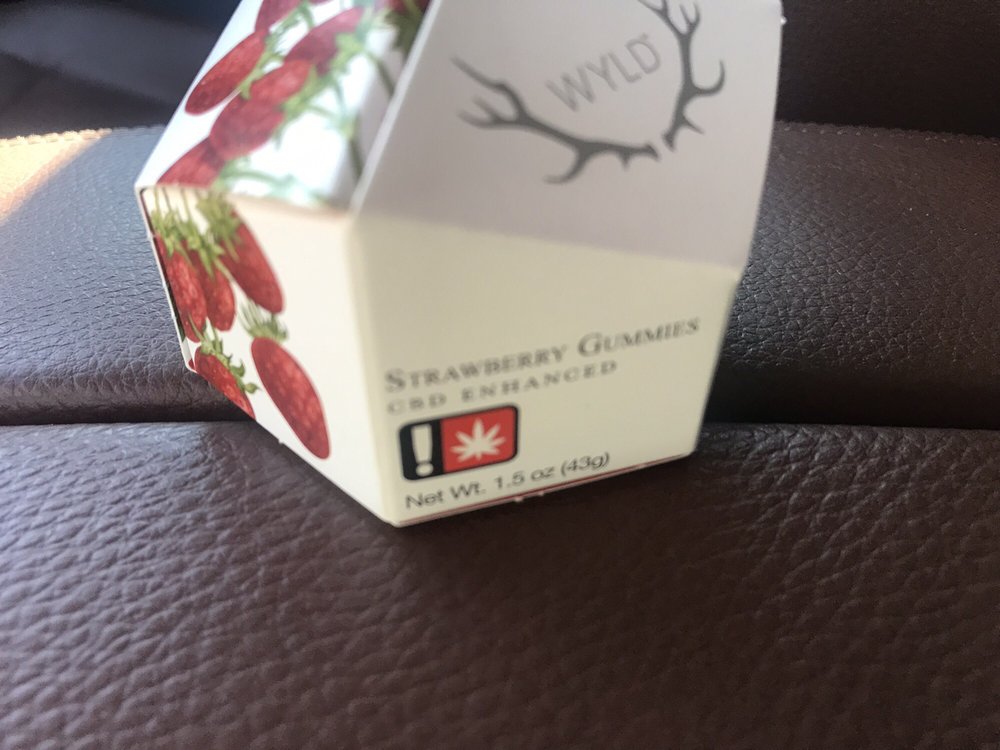 WYLD
STRAWBERRY GUMMIES
CBD ENHANCED
!
Net Wt. 1.5 oz (43g)